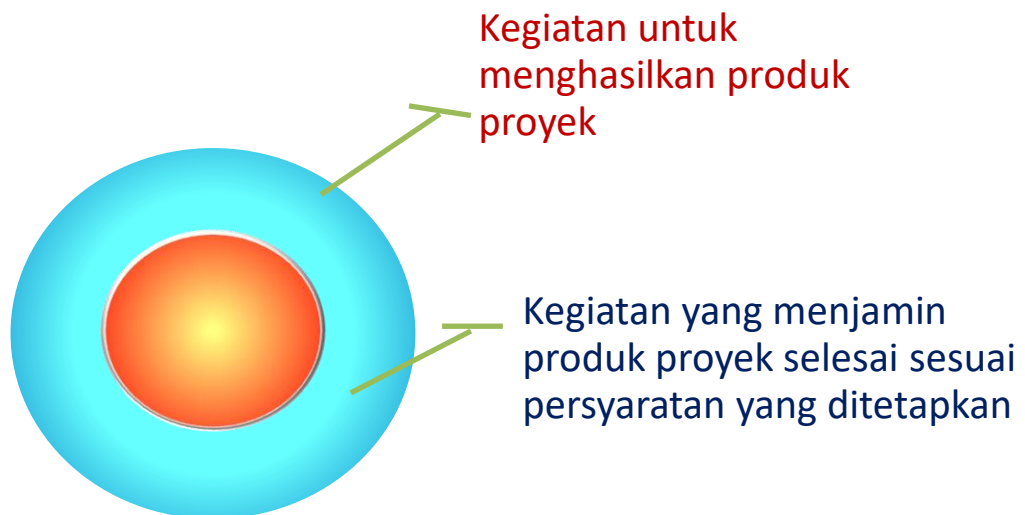 Kegiatan untuk
menghasilkan produk
proyek
Kegiatan yang menjamin
produk proyek selesai sesuai
persyaratan yang ditetapkan